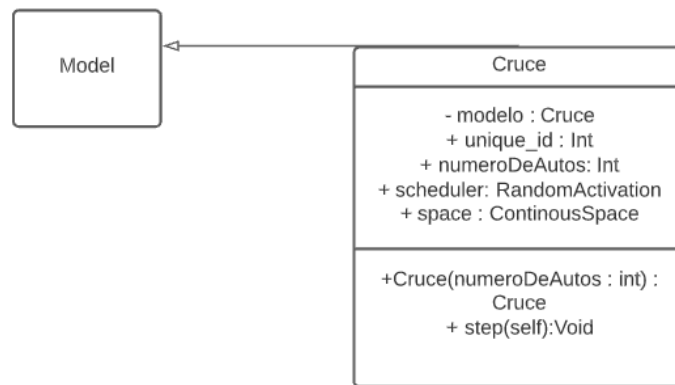 Model
Cruce
- modelo : Cruce
+ unique_id : Int
+ numeroDeAutos: Int
+ scheduler: RandomActivation
+ space : ContinousSpace
+Cruce(numeroDeAutos : int) :
Cruce
+ step(self):Void